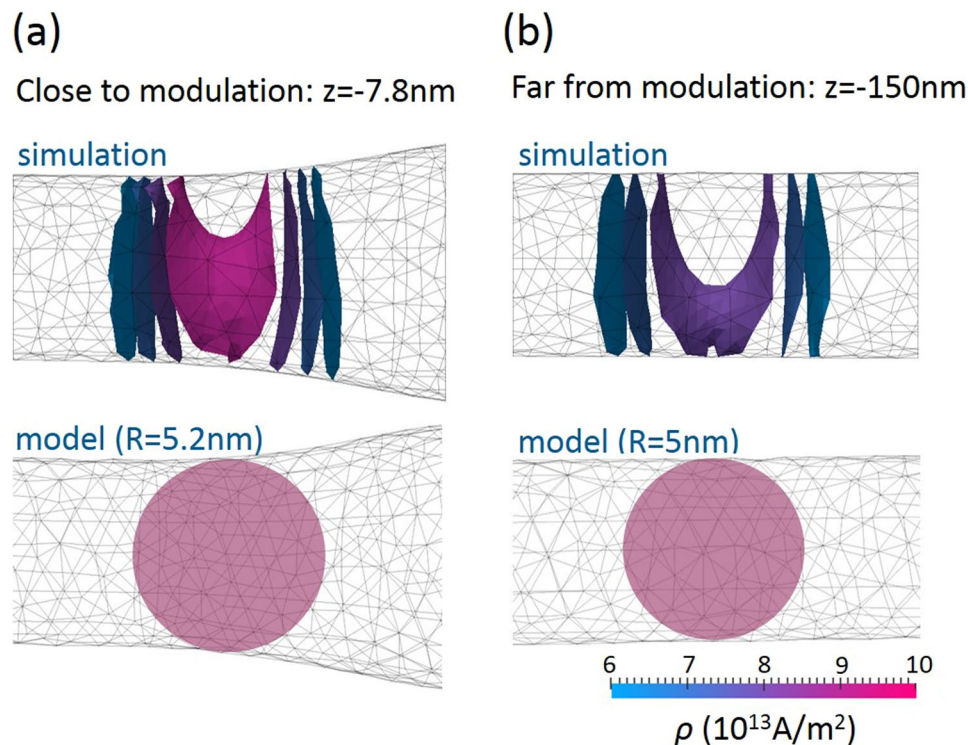 (a)
Close to modulation: z=-7.8nm
simulation
model (R=5.2nm)
(b)
Far from modulation: z=-150nm
simulation
model (R=5nm)
6 7 8 9 10
ρ (10¹³A/m²)